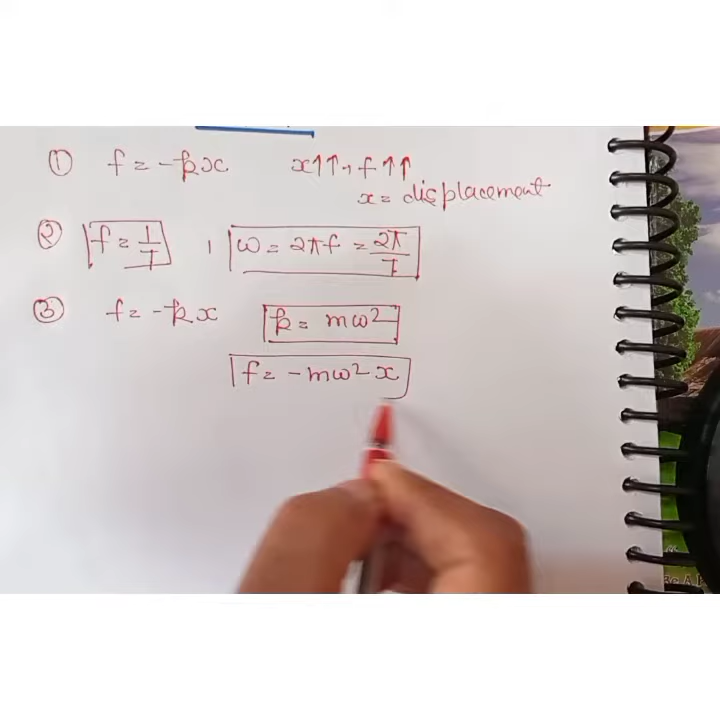 ① f = -kx x↑↑, f↑↑
x = displacement
② f = 1/T , ω = 2πf = 2π/T
③ f = -kx k = mω²
f = -mω²x